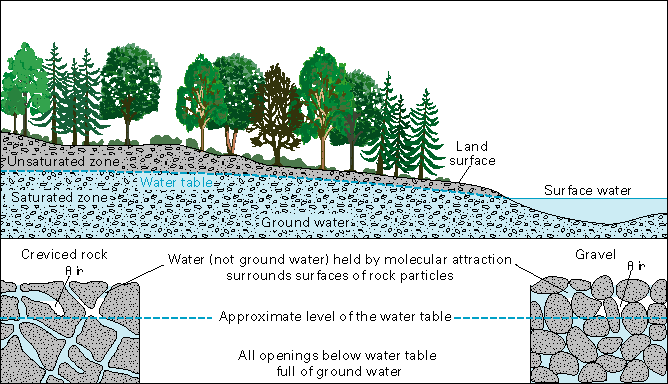 Unsaturated zone
Land
surface
Water table
Surface water
Saturated zone
Ground water
Creviced rock
Air
Water (not ground water) held by molecular attraction
surrounds surfaces of rock particles
Gravel
Air
Approximate level of the water table
All openings below water table
full of ground water